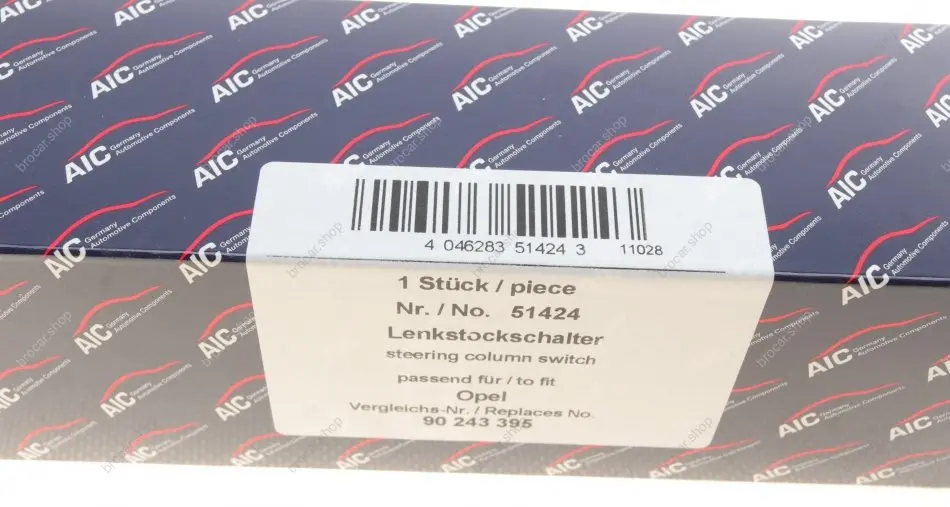 AIC Germany Automotive Components
4 046283 51424 3 11028
1 Stück / piece
Nr. / No. 51424
Lenkstockschalter
steering column switch
passend für / to fit
Opel
Vergleichs-Nr. / Replaces No.
90 243 395
brocar.shop